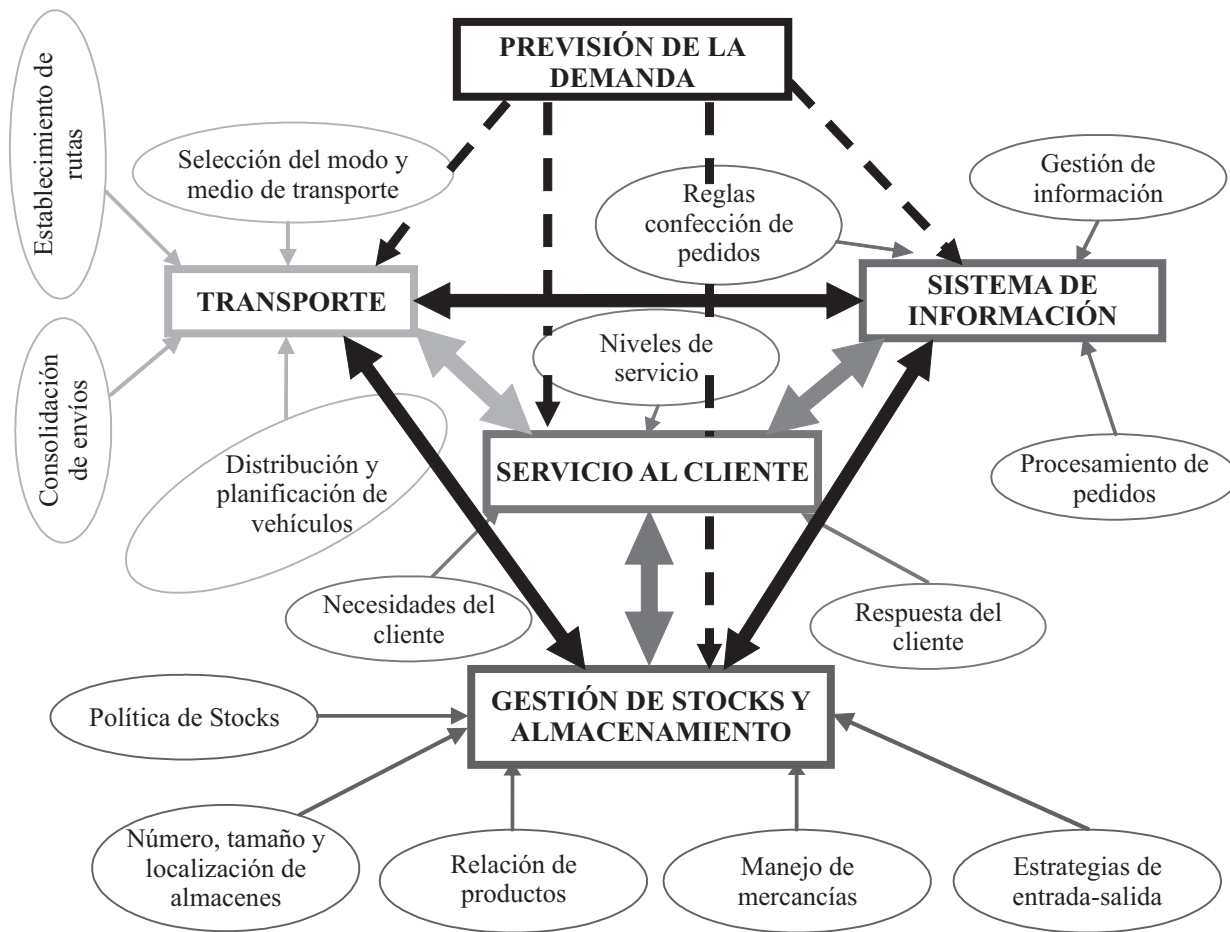 PREVISIÓN DE LA
DEMANDA
Establecimiento de
rutas
Selección del modo y
medio de transporte
Reglas
confección de
pedidos
Gestión de
información
TRANSPORTE
SISTEMA DE
INFORMACIÓN
Consolidación
de envíos
Niveles de
servicio
Distribución y
planificación de
vehículos
SERVICIO AL CLIENTE
Procesamiento de
pedidos
Necesidades del
cliente
Respuesta del
cliente
GESTIÓN DE STOCKS Y
ALMACENAMIENTO
Política de Stocks
Número, tamaño y
localización de
almacenes
Relación de
productos
Manejo de
mercancías
Estrategias de
entrada-salida